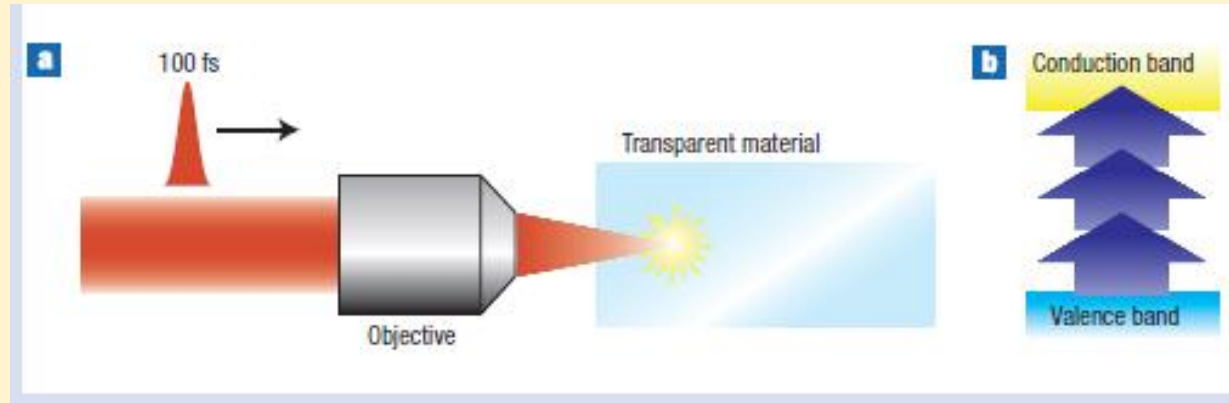 a
100 fs
Transparent material
Objective
b
Conduction band
Valence band